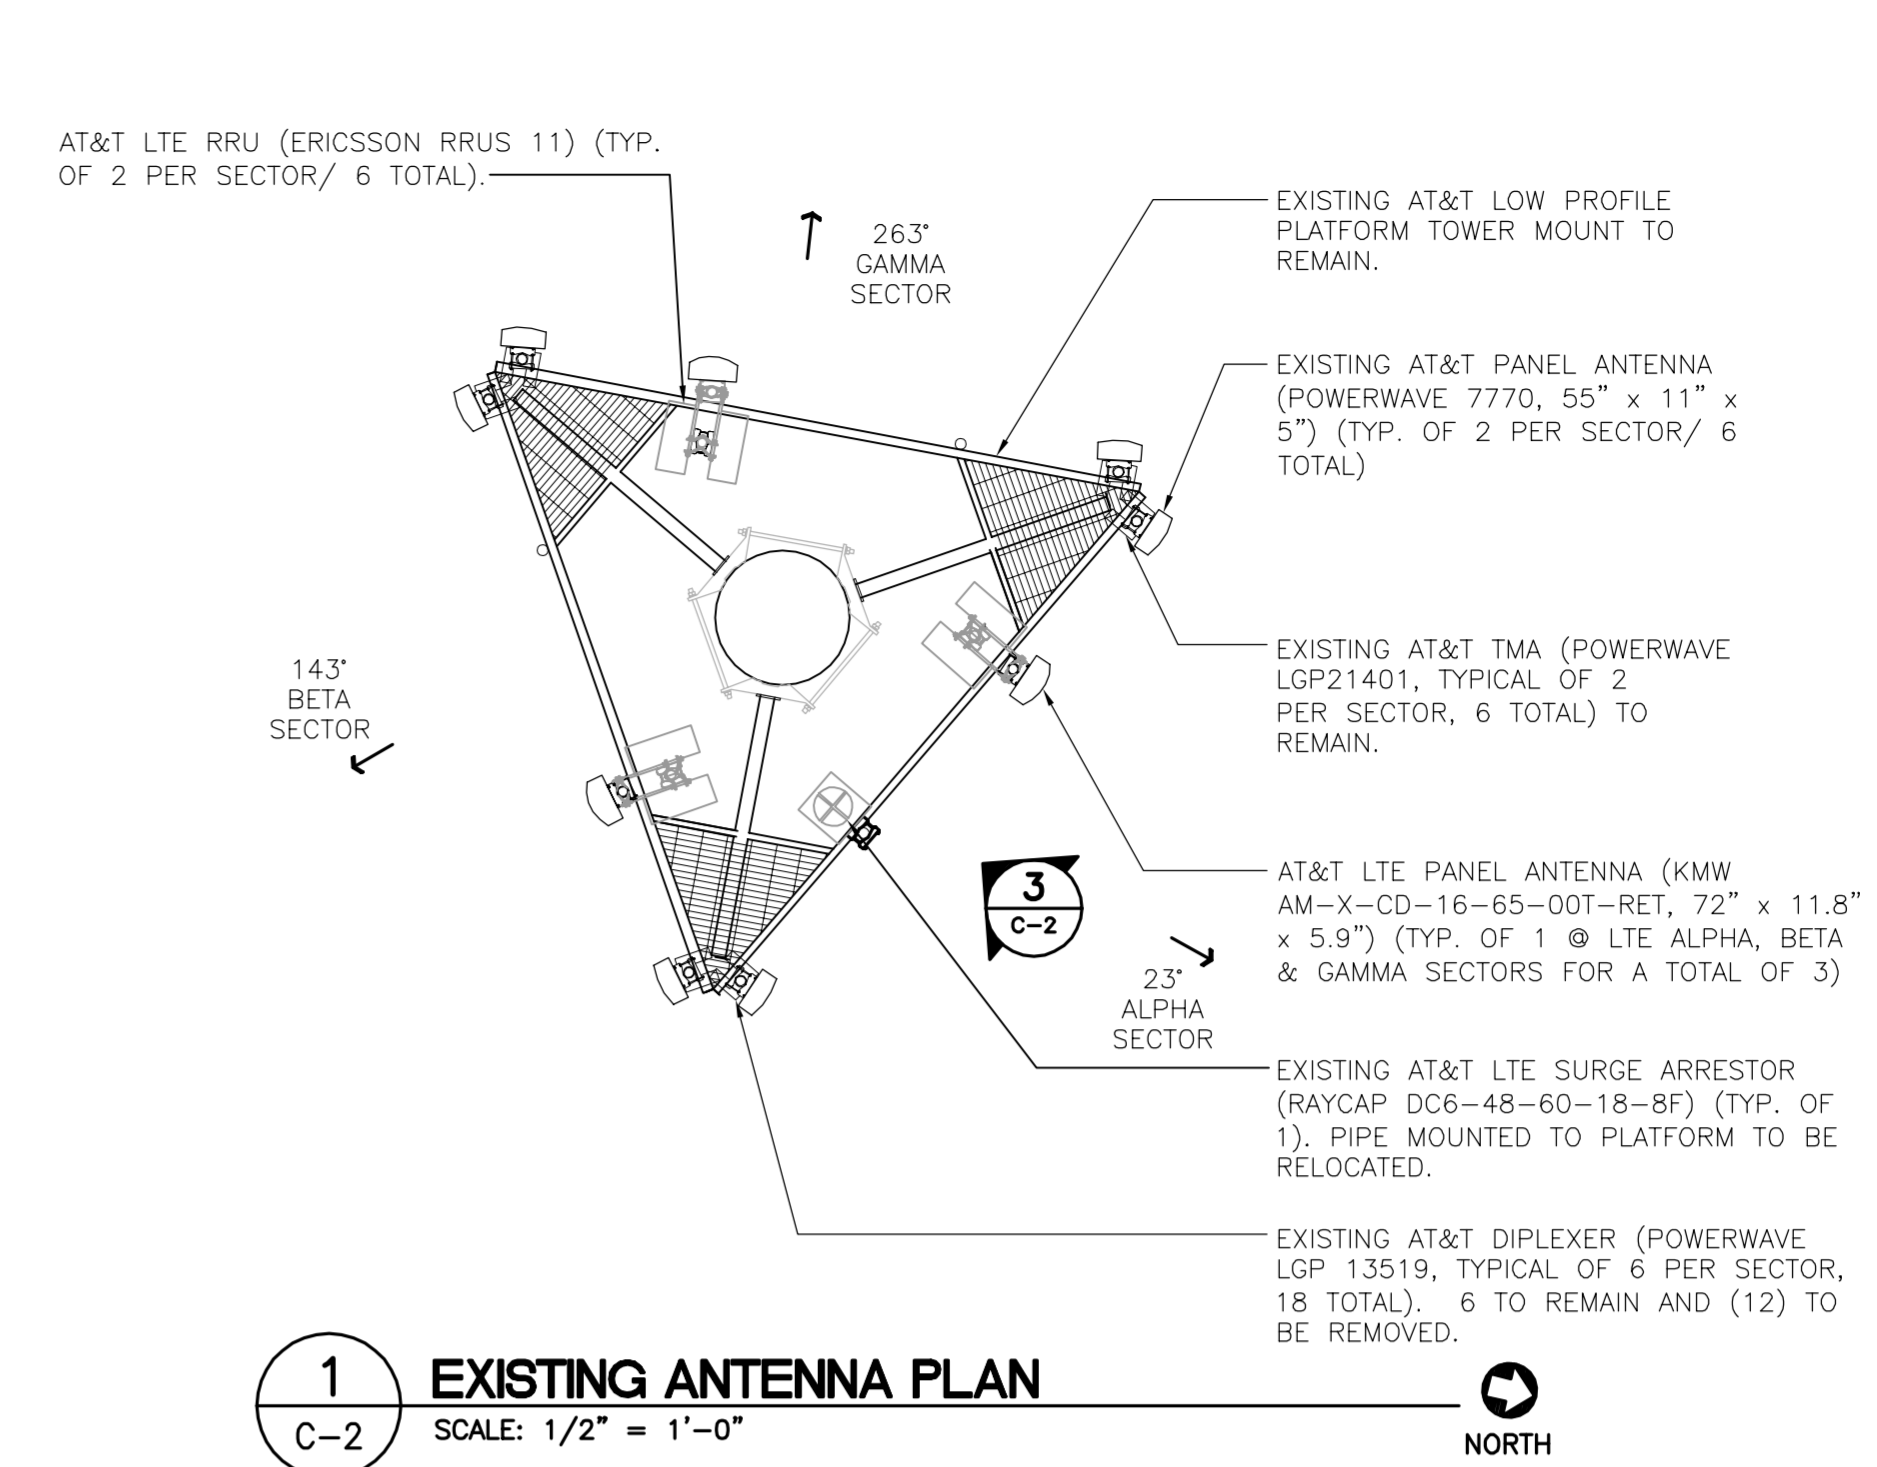 AT&T LTE RRU (ERICSSON RRUS 11) (TYP.
OF 2 PER SECTOR/ 6 TOTAL).
263°
GAMMA
SECTOR
EXISTING AT&T LOW PROFILE
PLATFORM TOWER MOUNT TO
REMAIN.
EXISTING AT&T PANEL ANTENNA
(POWERWAVE 7770, 55” x 11” x
5”) (TYP. OF 2 PER SECTOR/ 6
TOTAL)
EXISTING AT&T TMA (POWERWAVE
LGP21401, TYPICAL OF 2
PER SECTOR, 6 TOTAL) TO
REMAIN.
143°
BETA
SECTOR
AT&T LTE PANEL ANTENNA (KMW
AM-X-CD-16-65-00T-RET, 72” x 11.8”
x 5.9”) (TYP. OF 1 @ LTE ALPHA, BETA
& GAMMA SECTORS FOR A TOTAL OF 3)
3
C-2
23°
ALPHA
SECTOR
EXISTING AT&T LTE SURGE ARRESTOR
(RAYCAP DC6-48-60-18-8F) (TYP. OF
1). PIPE MOUNTED TO PLATFORM TO BE
RELOCATED.
EXISTING AT&T DIPLEXER (POWERWAVE
LGP 13519, TYPICAL OF 6 PER SECTOR,
18 TOTAL). 6 TO REMAIN AND (12) TO
BE REMOVED.
1
C-2
EXISTING ANTENNA PLAN
SCALE: 1/2” = 1’-0”
NORTH